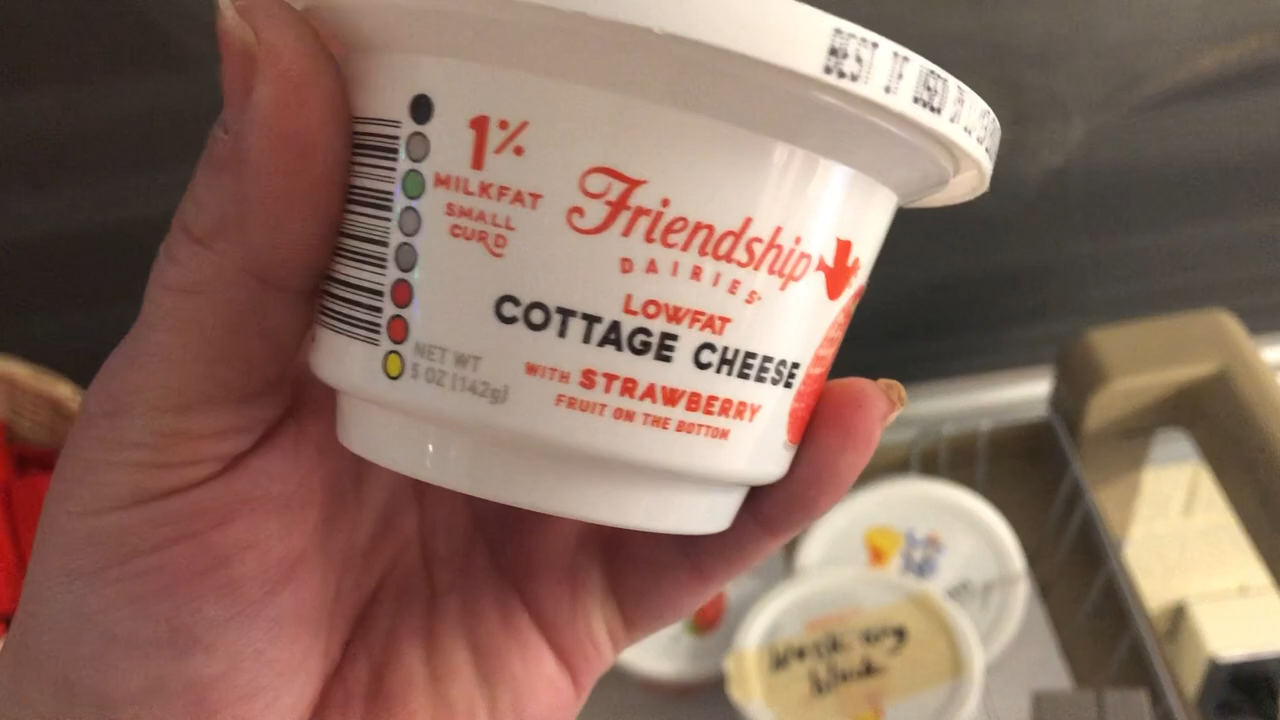 BEST IF USED
1%
MILKFAT
SMALL
CURD
Friendship
DAIRIES
LOWFAT
COTTAGE CHEESE
WITH STRAWBERRY
FRUIT ON THE BOTTOM
NET WT
5 OZ (142g)